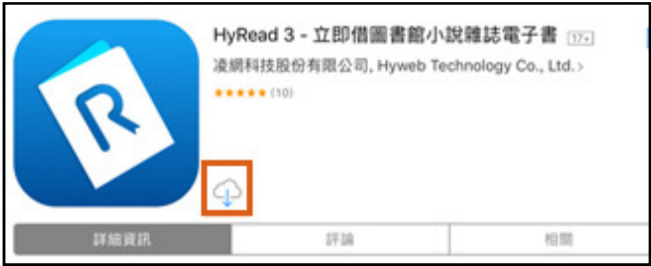 HyRead 3 - 立即借圖書館小說雜誌電子書 17+
凌網科技股份有限公司, Hyweb Technology Co., Ltd. >
★★★★★ (10)
R
詳細資訊 評論 相關